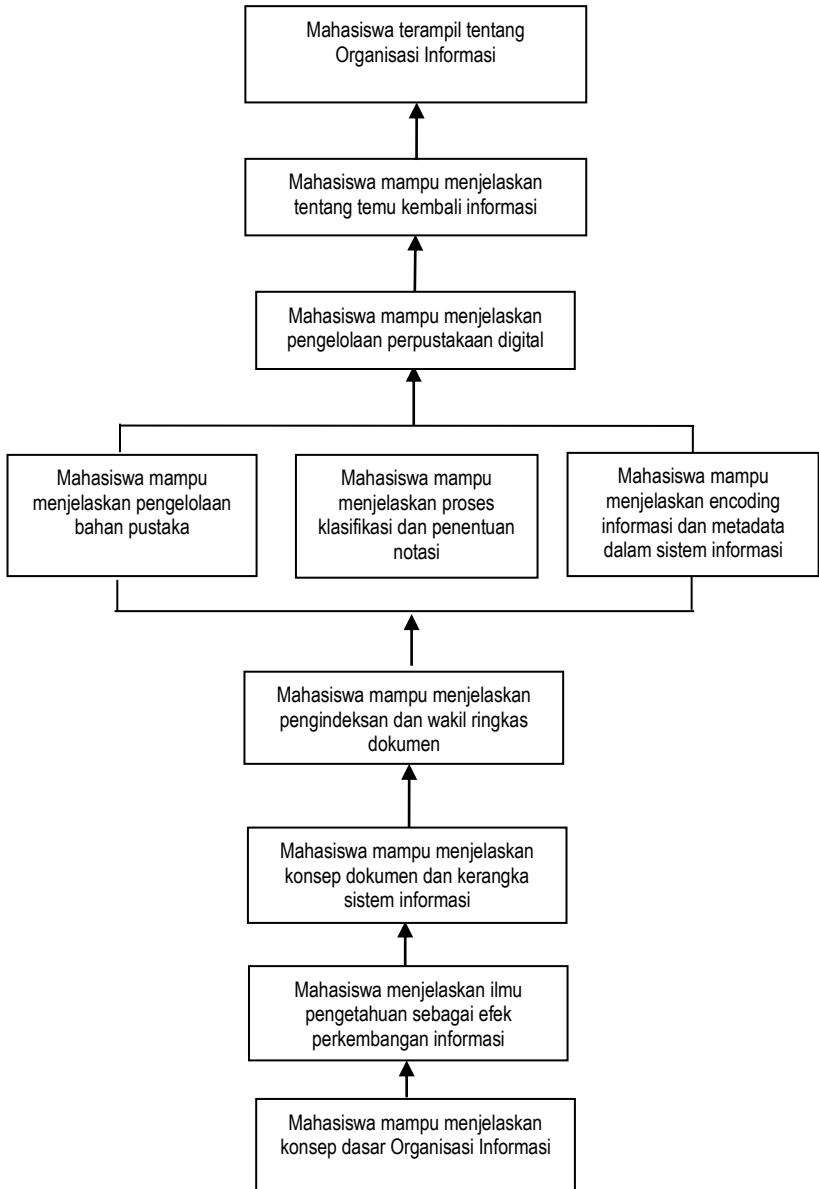 Mahasiswa terampil tentang
Organisasi Informasi
Mahasiswa mampu menjelaskan
tentang temu kembali informasi
Mahasiswa mampu menjelaskan
pengelolaan perpustakaan digital
Mahasiswa mampu
menjelaskan pengelolaan
bahan pustaka
Mahasiswa mampu
menjelaskan proses
klasifikasi dan penentuan
notasi
Mahasiswa mampu
menjelaskan encoding
informasi dan metadata
dalam sistem informasi
Mahasiswa mampu menjelaskan
pengindeksan dan wakil ringkas
dokumen
Mahasiswa mampu menjelaskan
konsep dokumen dan kerangka
sistem informasi
Mahasiswa menjelaskan ilmu
pengetahuan sebagai efek
perkembangan informasi
Mahasiswa mampu menjelaskan
konsep dasar Organisasi Informasi